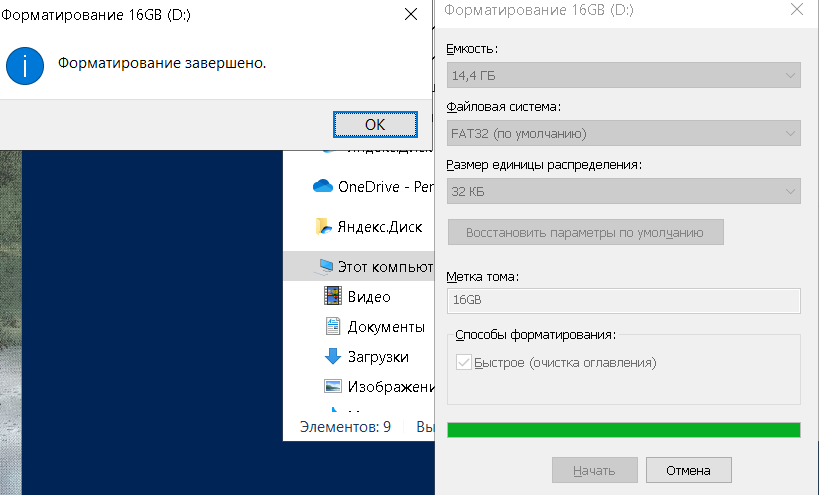 Форматирование 16GB (D:)
Форматирование завершено.
OK
OneDrive - Per
Яндекс.Диск
Этот компьют
Видео
Документы
Загрузки
Изображени
Элементов: 9 Вы
Форматирование 16GB (D:)
Емкость:
14,4 ГБ
Файловая система:
FAT32 (по умолчанию)
Размер единицы распределения:
32 КБ
Восстановить параметры по умолчанию
Метка тома:
16GB
Способы форматирования:
Быстрое (очистка оглавления)
Начать
Отмена